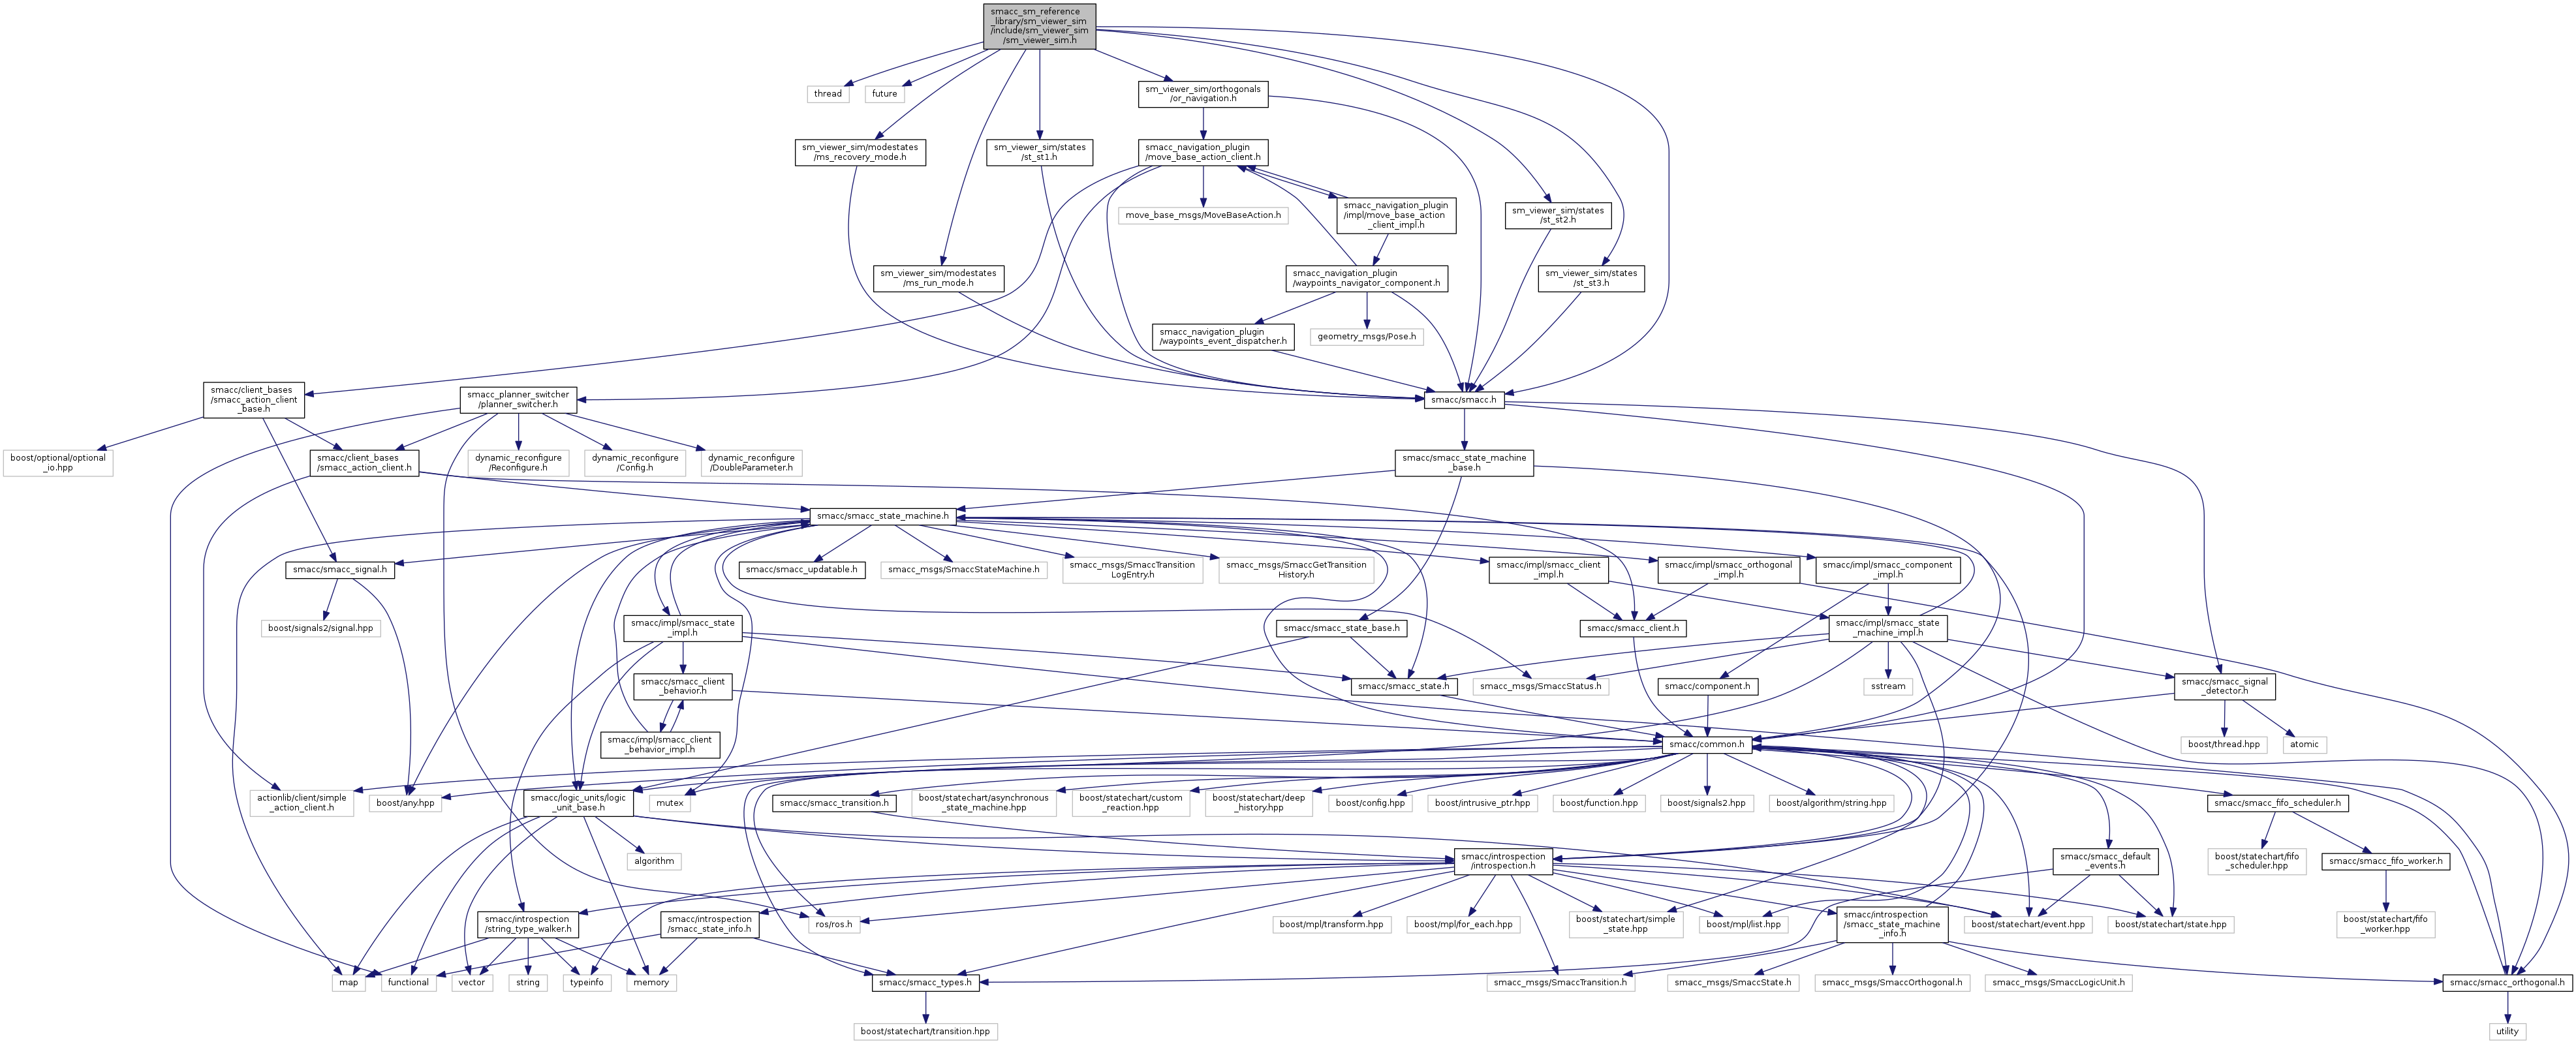 smacc_sm_reference
_library/sm_viewer_sim
/include/sm_viewer_sim
/sm_viewer_sim.h
thread
future
sm_viewer_sim/orthogonals
/or_navigation.h
sm_viewer_sim/modestates
/ms_recovery_mode.h
sm_viewer_sim/states
/st_st1.h
smacc_navigation_plugin
/move_base_action_client.h
move_base_msgs/MoveBaseAction.h
smacc_navigation_plugin
/impl/move_base_action
_client_impl.h
sm_viewer_sim/states
/st_st2.h
sm_viewer_sim/modestates
/ms_run_mode.h
smacc_navigation_plugin
/waypoints_navigator_component.h
sm_viewer_sim/states
/st_st3.h
smacc_navigation_plugin
/waypoints_event_dispatcher.h
geometry_msgs/Pose.h
smacc/client_bases
/smacc_action_client
_base.h
smacc_planner_switcher
/planner_switcher.h
smacc/smacc.h
boost/optional/optional
_io.hpp
smacc/client_bases
/smacc_action_client.h
dynamic_reconfigure
/Reconfigure.h
dynamic_reconfigure
/Config.h
dynamic_reconfigure
/DoubleParameter.h
smacc/smacc_state_machine
_base.h
smacc/smacc_state_machine.h
smacc/smacc_signal.h
smacc/smacc_updatable.h
smacc_msgs/SmaccStateMachine.h
smacc_msgs/SmaccTransition
LogEntry.h
smacc_msgs/SmaccGetTransition
History.h
smacc/impl/smacc_client
_impl.h
smacc/impl/smacc_orthogonal
_impl.h
smacc/impl/smacc_component
_impl.h
boost/signals2/signal.hpp
smacc/impl/smacc_state
_impl.h
smacc/smacc_state_base.h
smacc/smacc_client.h
smacc/impl/smacc_state
_machine_impl.h
smacc/smacc_client
_behavior.h
smacc/smacc_state.h
smacc_msgs/SmaccStatus.h
smacc/component.h
sstream
smacc/smacc_signal
_detector.h
smacc/impl/smacc_client
_behavior_impl.h
smacc/common.h
boost/thread.hpp
atomic
actionlib/client/simple
_action_client.h
boost/any.hpp
smacc/logic_units/logic
_unit_base.h
mutex
smacc/smacc_transition.h
boost/statechart/asynchronous
_state_machine.hpp
boost/statechart/custom
_reaction.hpp
boost/statechart/deep
_history.hpp
boost/config.hpp
boost/intrusive_ptr.hpp
boost/function.hpp
boost/signals2.hpp
boost/algorithm/string.hpp
smacc/smacc_fifo_scheduler.h
algorithm
smacc/introspection
/introspection.h
smacc/smacc_default
_events.h
boost/statechart/fifo
_scheduler.hpp
smacc/smacc_fifo_worker.h
smacc/introspection
/string_type_walker.h
smacc/introspection
/smacc_state_info.h
ros/ros.h
boost/mpl/transform.hpp
boost/mpl/for_each.hpp
boost/statechart/simple
_state.hpp
boost/mpl/list.hpp
smacc/introspection
/smacc_state_machine
_info.h
boost/statechart/event.hpp
boost/statechart/state.hpp
boost/statechart/fifo
_worker.hpp
map
functional
vector
string
typeinfo
memory
smacc/smacc_types.h
smacc_msgs/SmaccTransition.h
smacc_msgs/SmaccState.h
smacc_msgs/SmaccOrthogonal.h
smacc_msgs/SmaccLogicUnit.h
smacc/smacc_orthogonal.h
boost/statechart/transition.hpp
utility